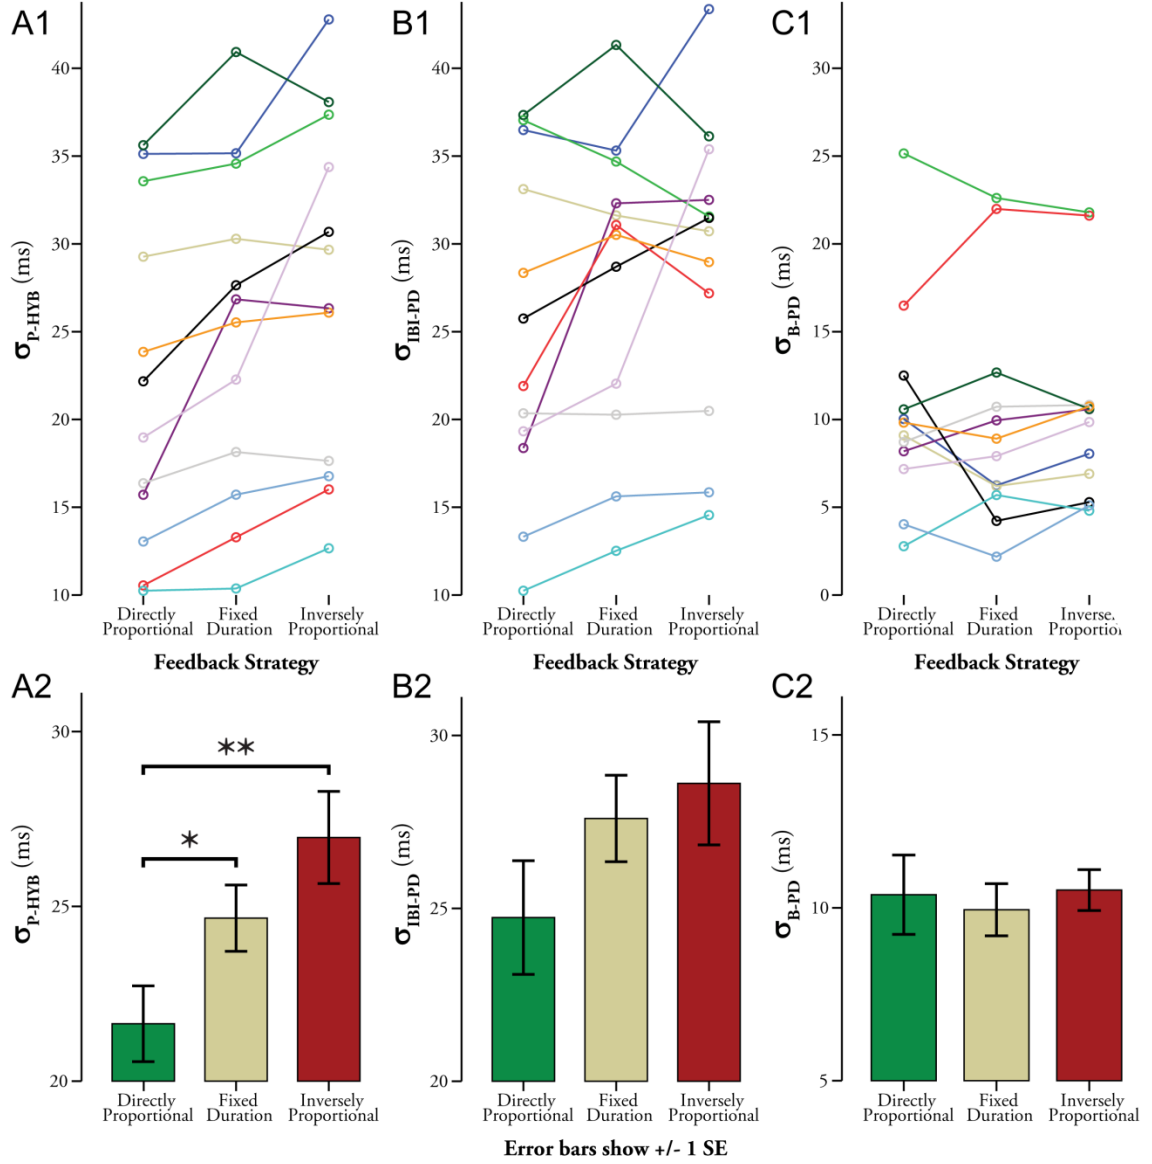 A1
B1
C1
40
35
30
25
20
15
10
σP-HYB (ms)
Directly Proportional
Fixed Duration
Inversely Proportional
Feedback Strategy
40
35
30
25
20
15
10
σIBI-PD (ms)
Directly Proportional
Fixed Duration
Inversely Proportional
Feedback Strategy
30
25
20
15
10
5
0
σB-PD (ms)
Directly Proportional
Fixed Duration
Inverse. Proportio
Feedback Strategy
A2
B2
C2
30
25
20
σP-HYB (ms)
**
*
Directly Proportional
Fixed Duration
Inversely Proportional
30
25
20
σIBI-PD (ms)
Directly Proportional
Fixed Duration
Inversely Proportional
15
10
5
σB-PD (ms)
Directly Proportional
Fixed Duration
Inversely Proportional
Error bars show +/- 1 SE